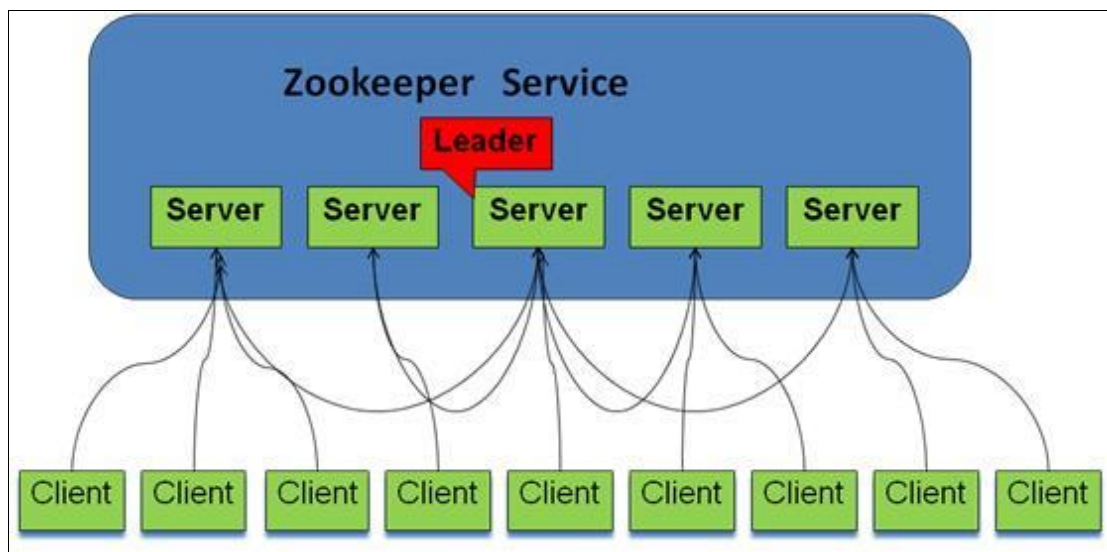 Zookeeper Service
Leader
Server Server Server Server Server
Client Client Client Client Client Client Client Client Client